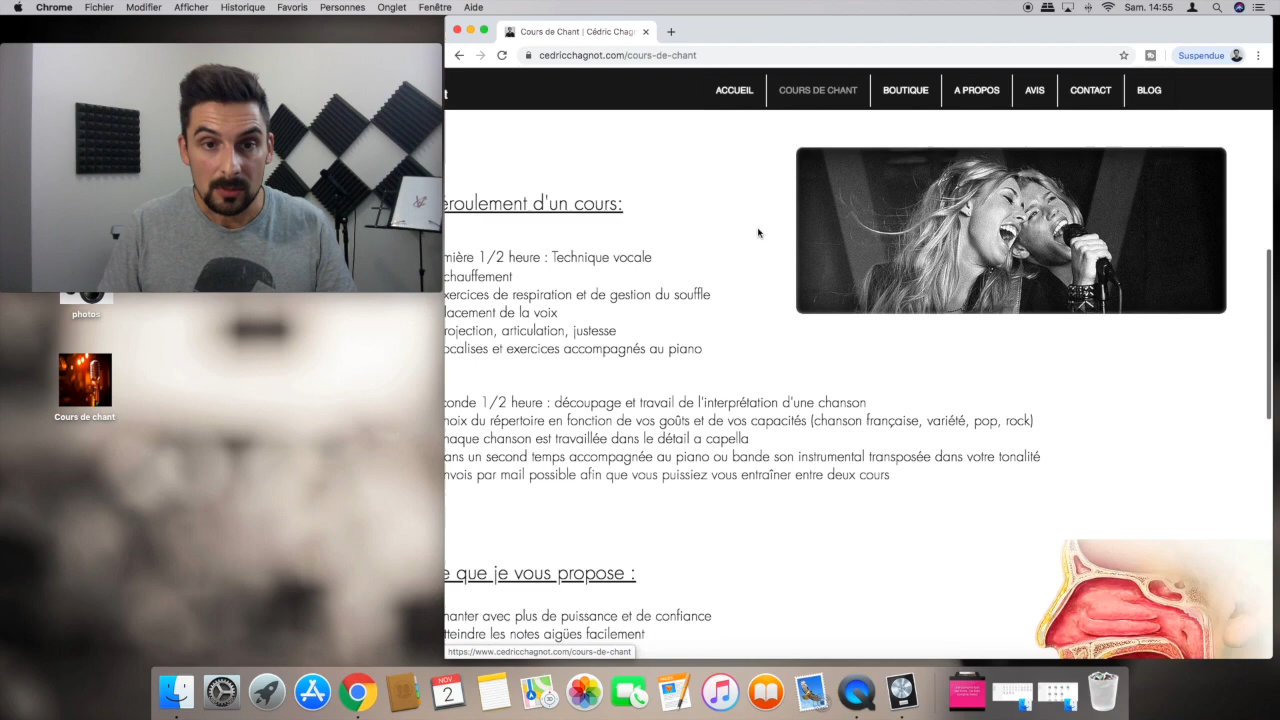 Chrome Fichier Modifier Afficher Historique Favoris Personnes Onglet Fenêtre Aide
Sam. 14:55
Cours de Chant | Cédric Chag
cedricchagnot.com/cours-de-chant
Suspendue
t
ACCUEIL COURS DE CHANT BOUTIQUE A PROPOS AVIS CONTACT BLOG
éroulement d'un cours:
mière 1/2 heure : Technique vocale
chauffement
xercices de respiration et de gestion du souffle
lacement de la voix
rojection, articulation, justesse
ocalises et exercices accompagnés au piano
conde 1/2 heure : découpage et travail de l'interprétation d'une chanson
hoix du répertoire en fonction de vos goûts et de vos capacités (chanson française, variété, pop, rock)
haque chanson est travaillée dans le détail a capella
ans un second temps accompagnée au piano ou bande son instrumental transposée dans votre tonalité
nvois par mail possible afin que vous puissiez vous entraîner entre deux cours
e que je vous propose :
hanter avec plus de puissance et de confiance
tteindre les notes aigües facilement
https://www.cedricchagnot.com/cours-de-chant
photos
Cours de chant
NOV
2